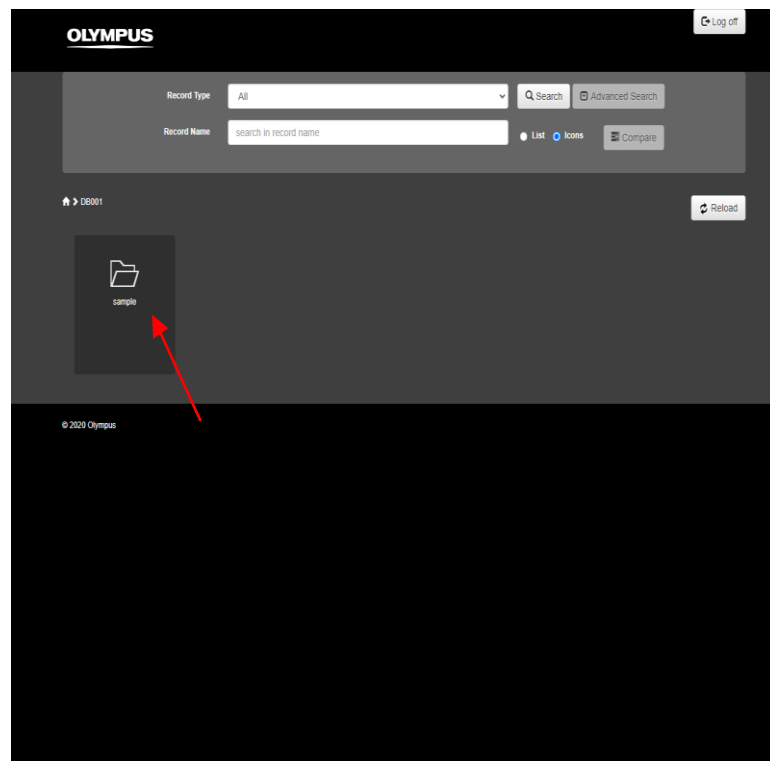 Log off
OLYMPUS
Record Type All Search Advanced Search
Record Name search in record name List Icons Compare
DB001
Reload
sample
© 2020 Olympus